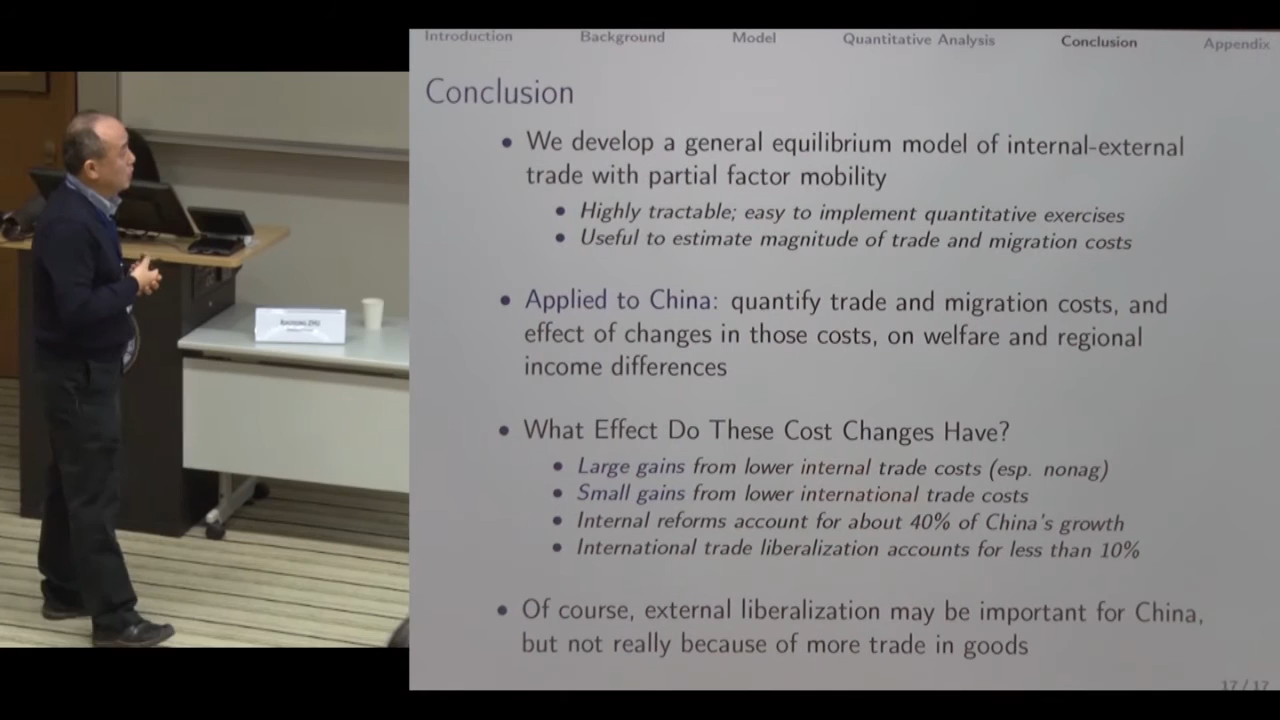 Introduction Background Model Quantitative Analysis Conclusion Appendix
Conclusion
• We develop a general equilibrium model of internal-external
trade with partial factor mobility
• Highly tractable; easy to implement quantitative exercises
• Useful to estimate magnitude of trade and migration costs
• Applied to China: quantify trade and migration costs, and
effect of changes in those costs, on welfare and regional
income differences
• What Effect Do These Cost Changes Have?
• Large gains from lower internal trade costs (esp. nonag)
• Small gains from lower international trade costs
• Internal reforms account for about 40% of China's growth
• International trade liberalization accounts for less than 10%
• Of course, external liberalization may be important for China,
but not really because of more trade in goods
17 / 17
Xiaodong ZHU